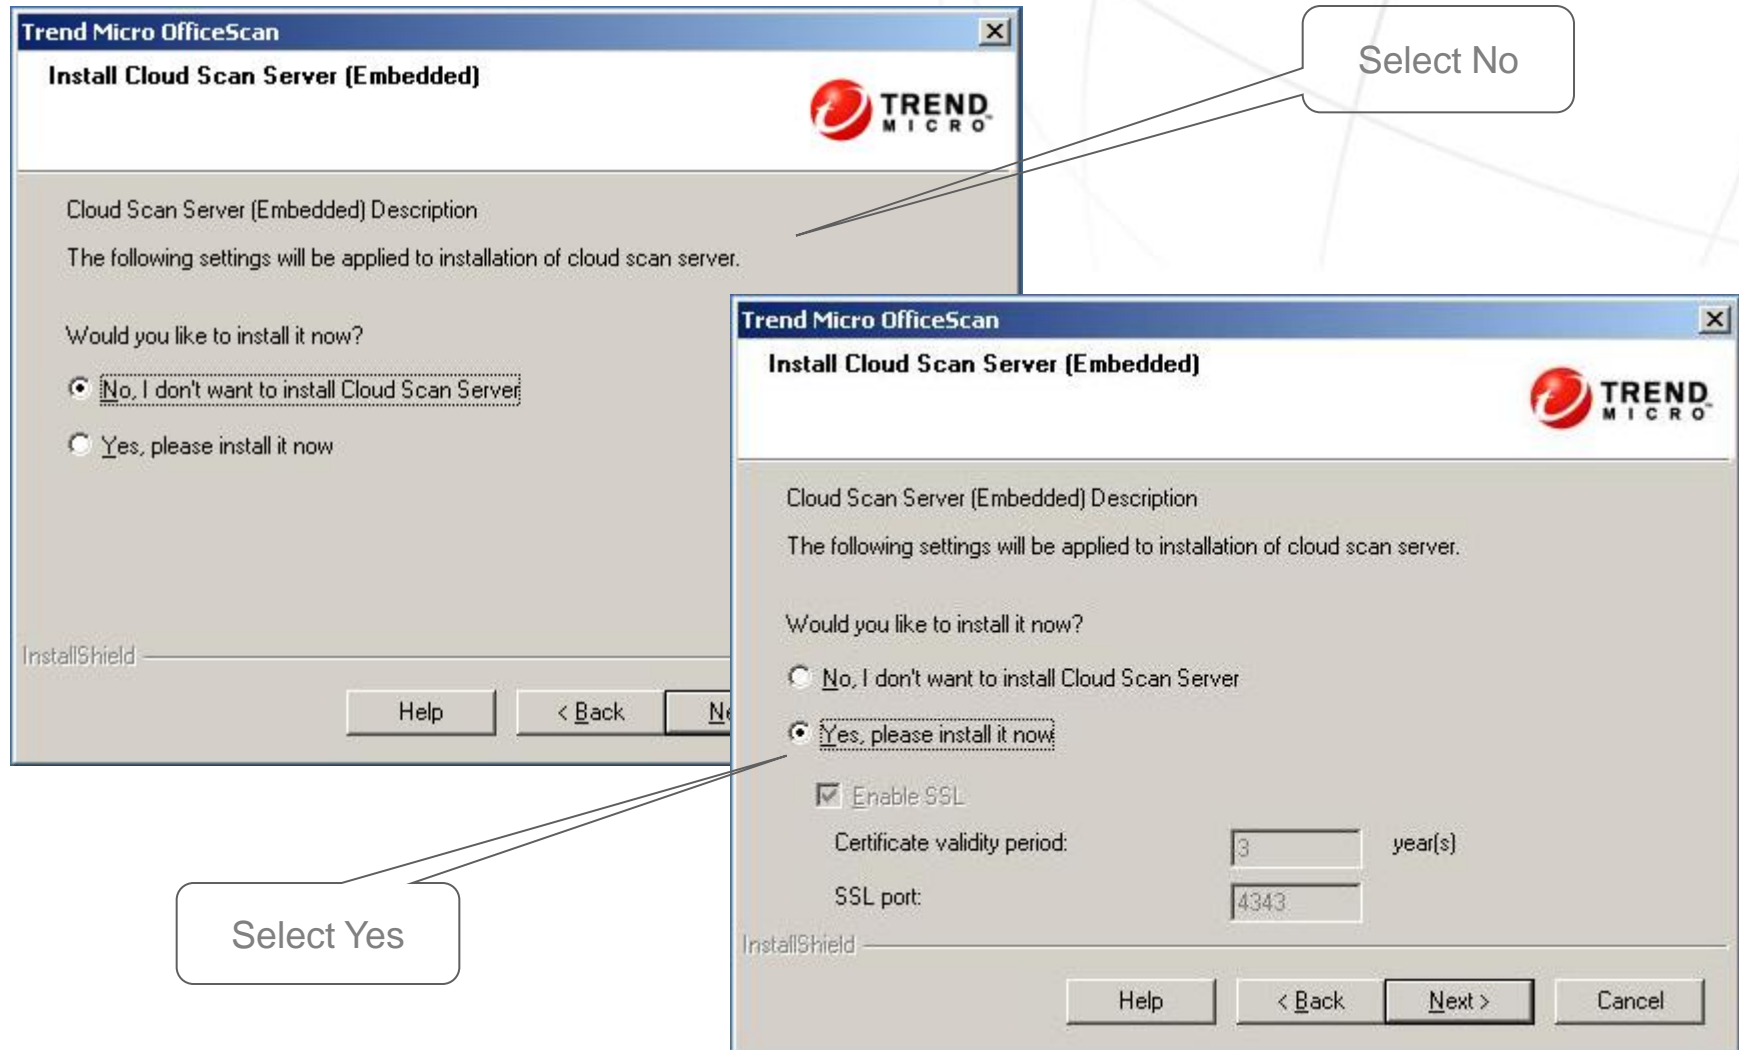 Trend Micro OfficeScan
Install Cloud Scan Server (Embedded)
TREND
MICRO
Select No
Cloud Scan Server (Embedded) Description
The following settings will be applied to installation of cloud scan server.
Would you like to install it now?
No, I don't want to install Cloud Scan Server
Yes, please install it now
InstallShield
Help
< Back
Ne
Trend Micro OfficeScan
Install Cloud Scan Server (Embedded)
TREND
MICRO
Cloud Scan Server (Embedded) Description
The following settings will be applied to installation of cloud scan server.
Would you like to install it now?
No, I don't want to install Cloud Scan Server
Yes, please install it now
Enable SSL
Certificate validity period: 3 year(s)
SSL port: 4343
InstallShield
Help < Back Next > Cancel
Select Yes